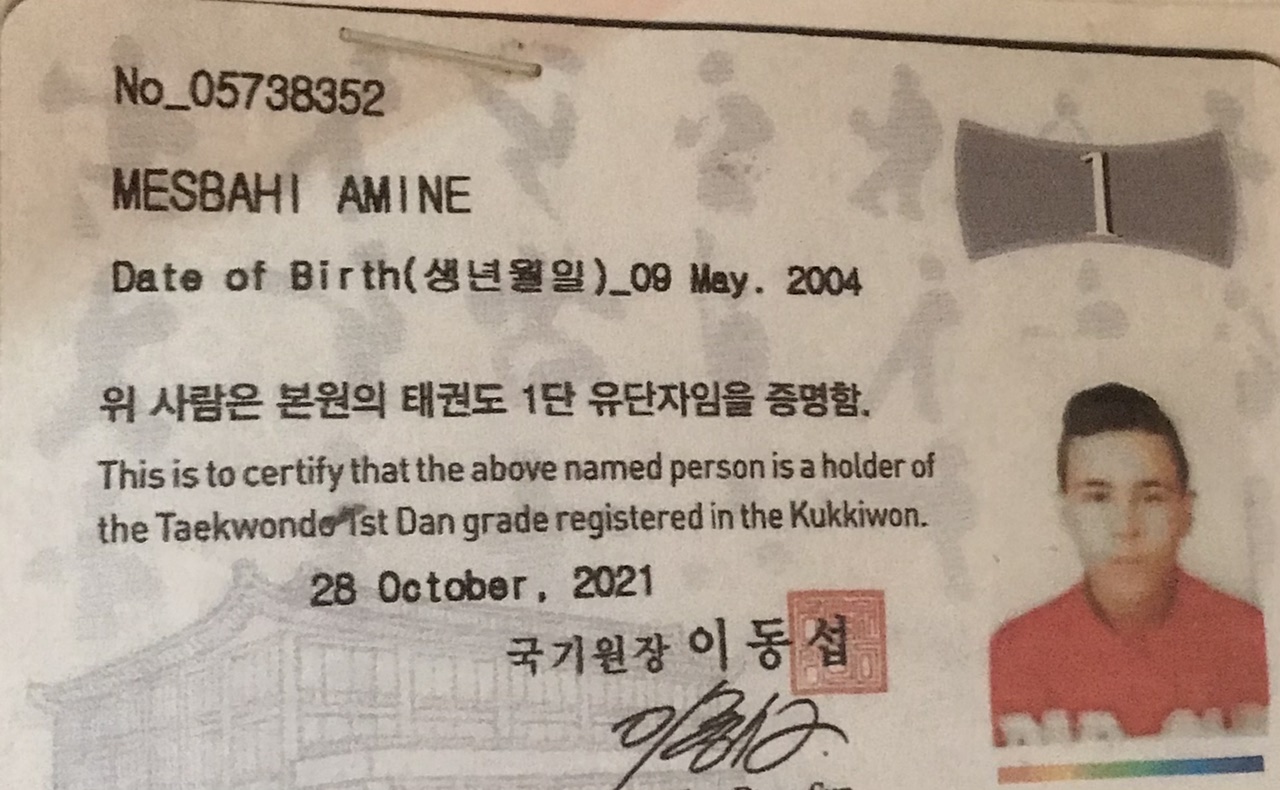 No_05738352
1
MESBAHI AMINE
Date of Birth(생년월일)_09 May. 2004
위 사람은 본원의 태권도 1단 유단자임을 증명함.
This is to certify that the above named person is a holder of
the Taekwondo 1st Dan grade registered in the Kukkiwon.
28 October, 2021
국기원장 이동섭